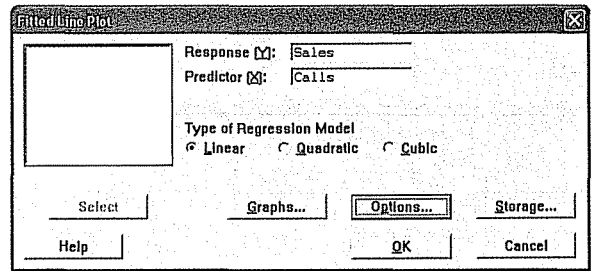 Fitted Line Plot
Response [Y]: Sales
Predictor [X]: Calls
Type of Regression Model
Linear Quadratic Cubic
Select Graphs... Options... Storage...
Help OK Cancel